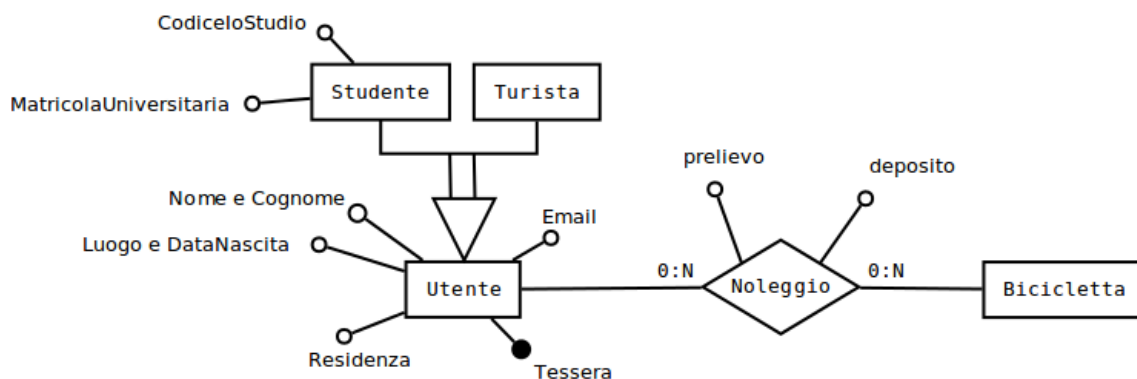 CodiceIoStudio
MatricolaUniversitaria
Studente
Turista
prelievo
deposito
Nome e Cognome
Email
Luogo e DataNascita
0:N
0:N
Utente
Noleggio
Bicicletta
Residenza
Tessera